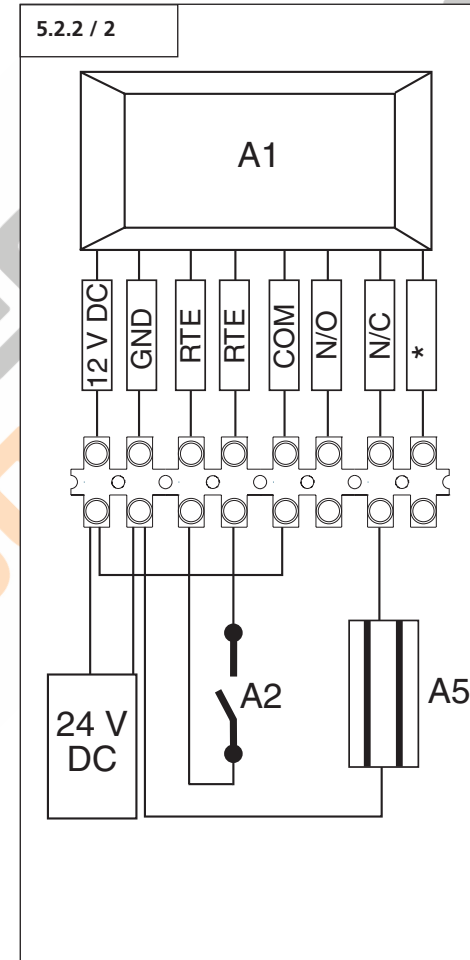 5.2.2 / 2
A1
12 V DC
GND
RTE
RTE
COM
N/O
N/C
*
A2
A5
24 V
DC